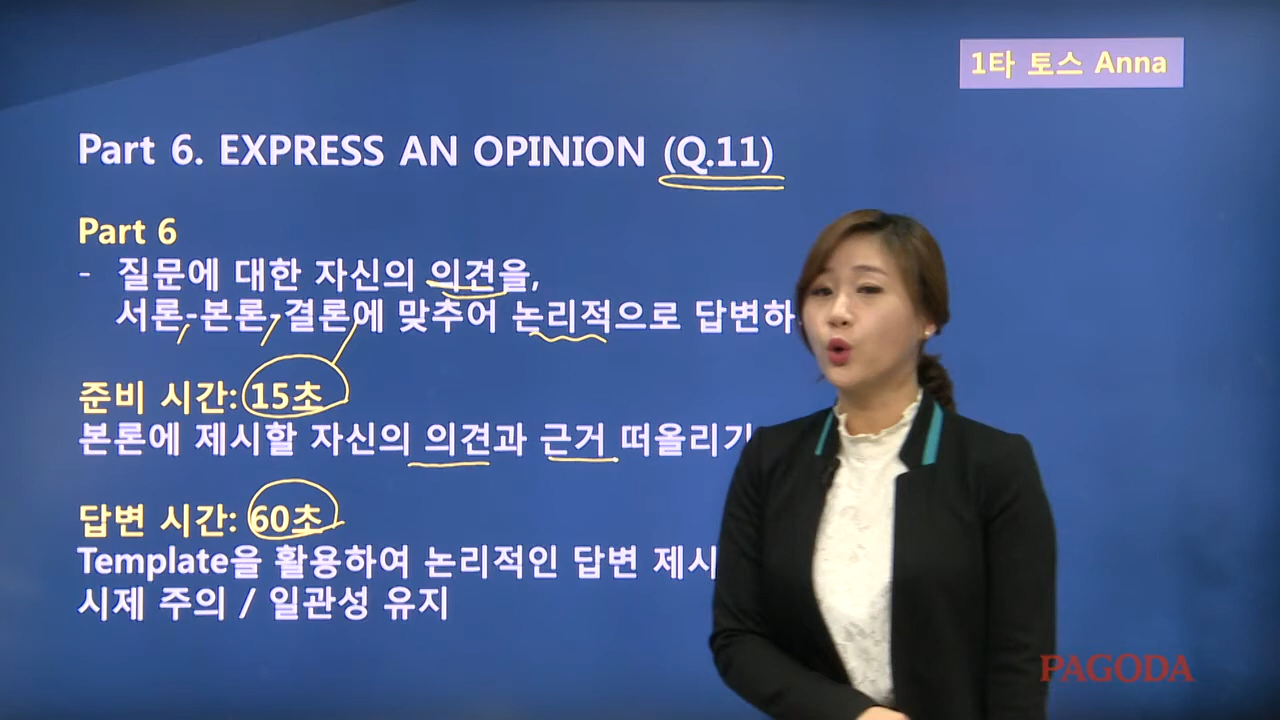 1타 토스 Anna
Part 6. EXPRESS AN OPINION (Q.11)
Part 6
- 질문에 대한 자신의 의견을,
서론-본론-결론에 맞추어 논리적으로 답변하
준비 시간: 15초
본론에 제시할 자신의 의견과 근거 떠올리기
답변 시간: 60초
Template을 활용하여 논리적인 답변 제시
시제 주의 / 일관성 유지
PAGODA